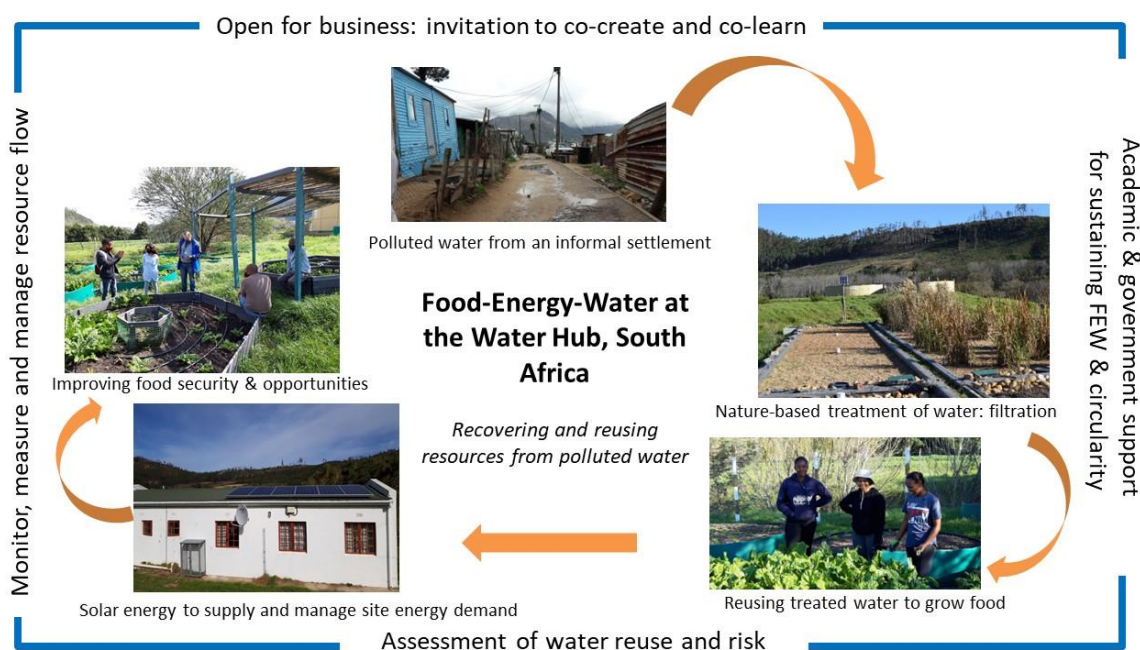 Open for business: invitation to co-create and co-learn
Monitor, measure and manage resource flow
Academic & government support
for sustaining FEW & circularity
Polluted water from an informal settlement
Food-Energy-Water at
the Water Hub, South
Africa
Recovering and reusing
resources from polluted water
Nature-based treatment of water: filtration
Reusing treated water to grow food
Solar energy to supply and manage site energy demand
Improving food security & opportunities
Assessment of water reuse and risk